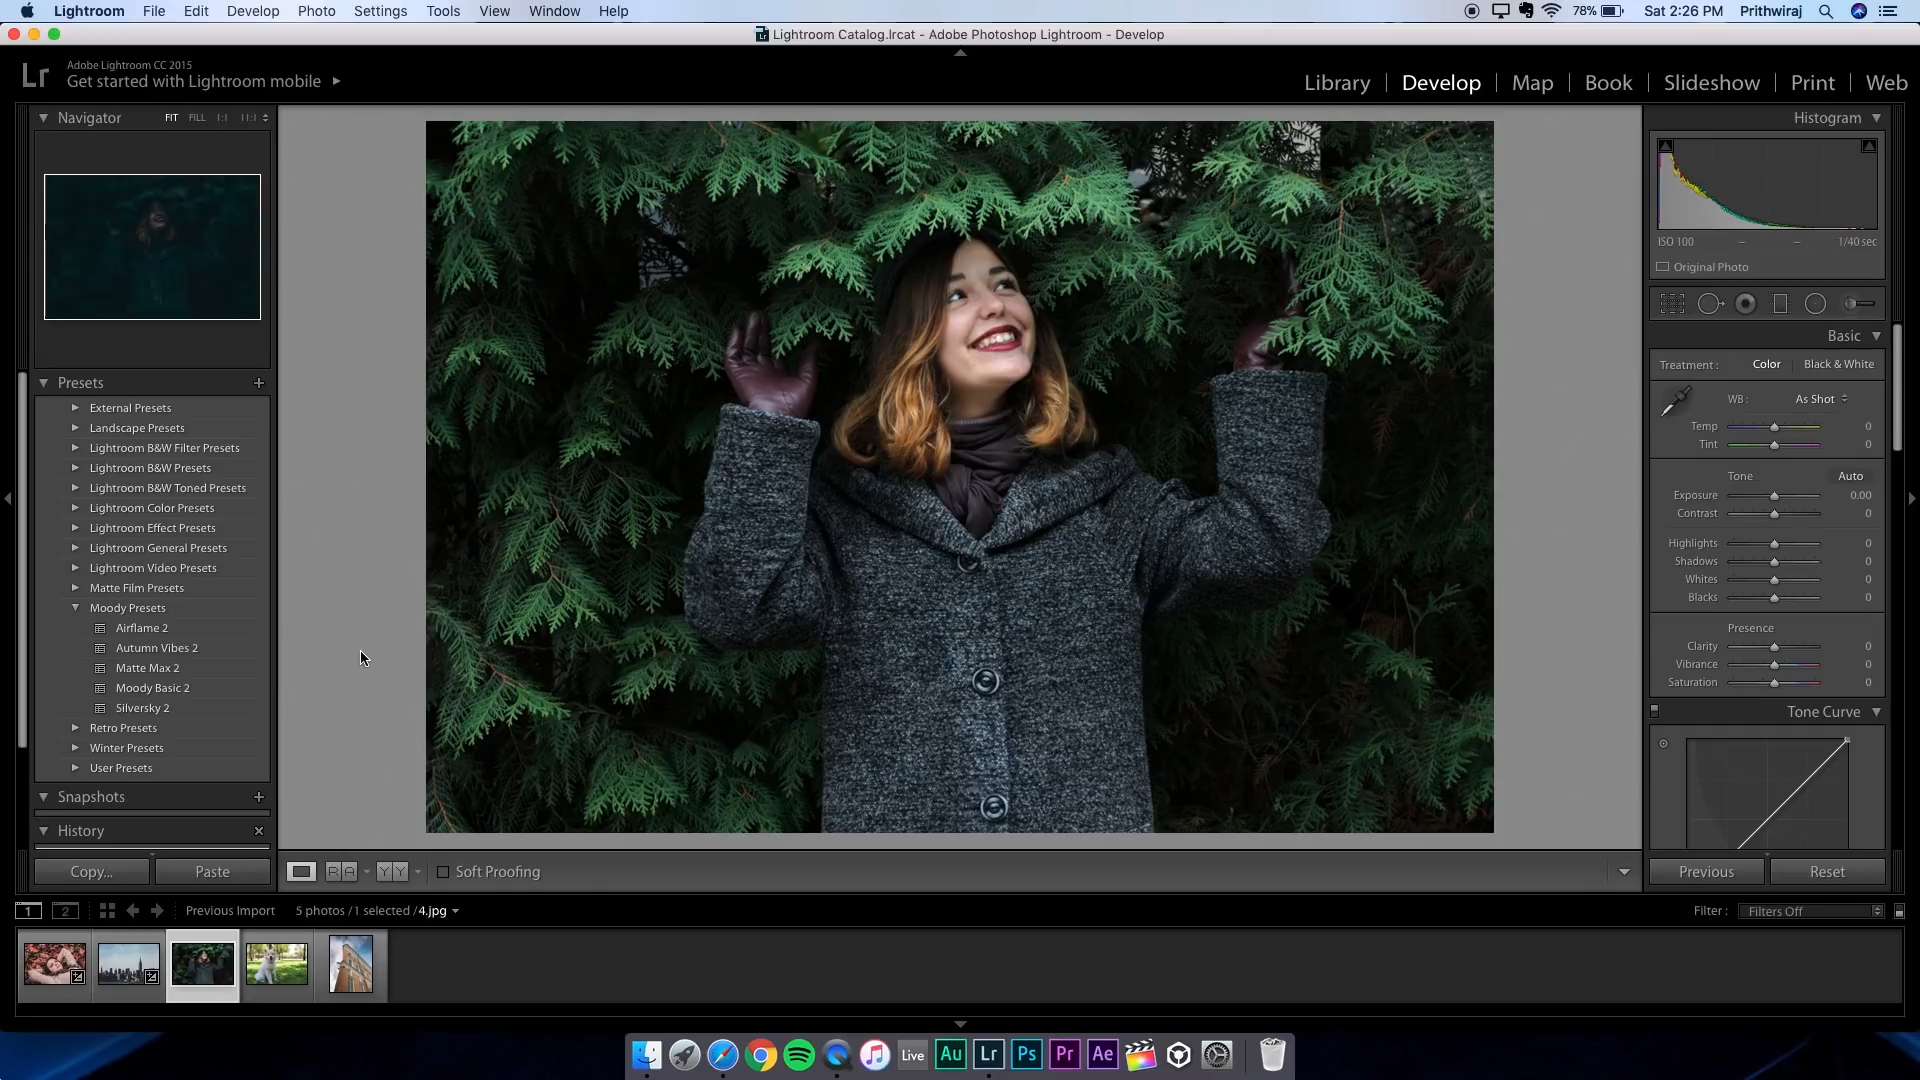 Lightroom File Edit Develop Photo Settings Tools View Window Help 78% Sat 2:26 PM Prithwiraj
Lr Lightroom Catalog.lrcat - Adobe Photoshop Lightroom - Develop
Lr Adobe Lightroom CC 2015
Get started with Lightroom mobile
Library Develop Map Book Slideshow Print Web
Navigator FIT FILL 1:1
Presets
External Presets
Landscape Presets
Lightroom B&W Filter Presets
Lightroom B&W Presets
Lightroom B&W Toned Presets
Lightroom Color Presets
Lightroom Effect Presets
Lightroom General Presets
Lightroom Video Presets
Matte Film Presets
Moody Presets
Airflame 2
Autumn Vibes 2
Matte Max 2
Moody Basic 2
Silversky 2
Retro Presets
Winter Presets
User Presets
Snapshots
History
Copy... Paste
R A Y Y Soft Proofing
Histogram
ISO 100 – – 1/40 sec
Original Photo
Basic
Treatment : Color Black & White
WB : As Shot
Temp 0
Tint 0
Tone Auto
Exposure 0.00
Contrast 0
Highlights 0
Shadows 0
Whites 0
Blacks 0
Presence
Clarity 0
Vibrance 0
Saturation 0
Tone Curve
Previous Reset
1 2 Previous Import 5 photos / 1 selected / 4.jpg Filter : Filters Off
Live Au Lr Ps Pr Ae